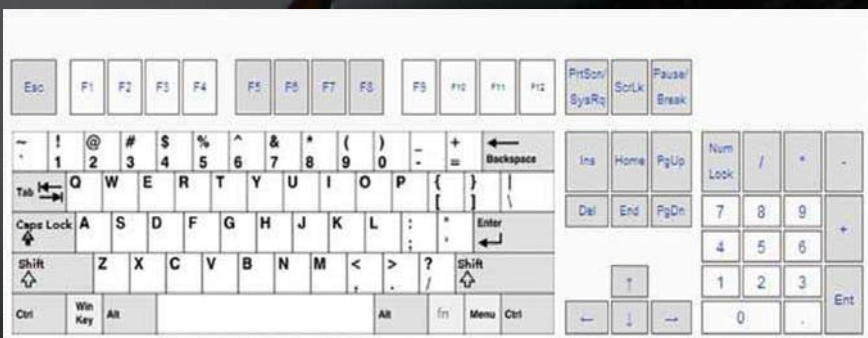 Esc F1 F2 F3 F4 F5 F6 F7 F8 F9 F10 F11 F12 PrtScn/ SysRq ScrLk Pause/ Break
~ ` ! 1 @ 2 # 3 $ 4 % 5 ^ 6 & 7 * 8 ( 9 ) 0 _ - + = ← Backspace Ins Home PgUp Num Lock / * -
Tab Q W E R T Y U I O P { [ } ] | \ Del End PgDn 7 8 9 +
Caps Lock A S D F G H J K L : ; " ' Enter 4 5 6
Shift Z X C V B N M < , > . ? / Shift ↑ 1 2 3 Ent
Ctrl Win Key Alt Alt fn Menu Ctrl ← ↓ → 0 .